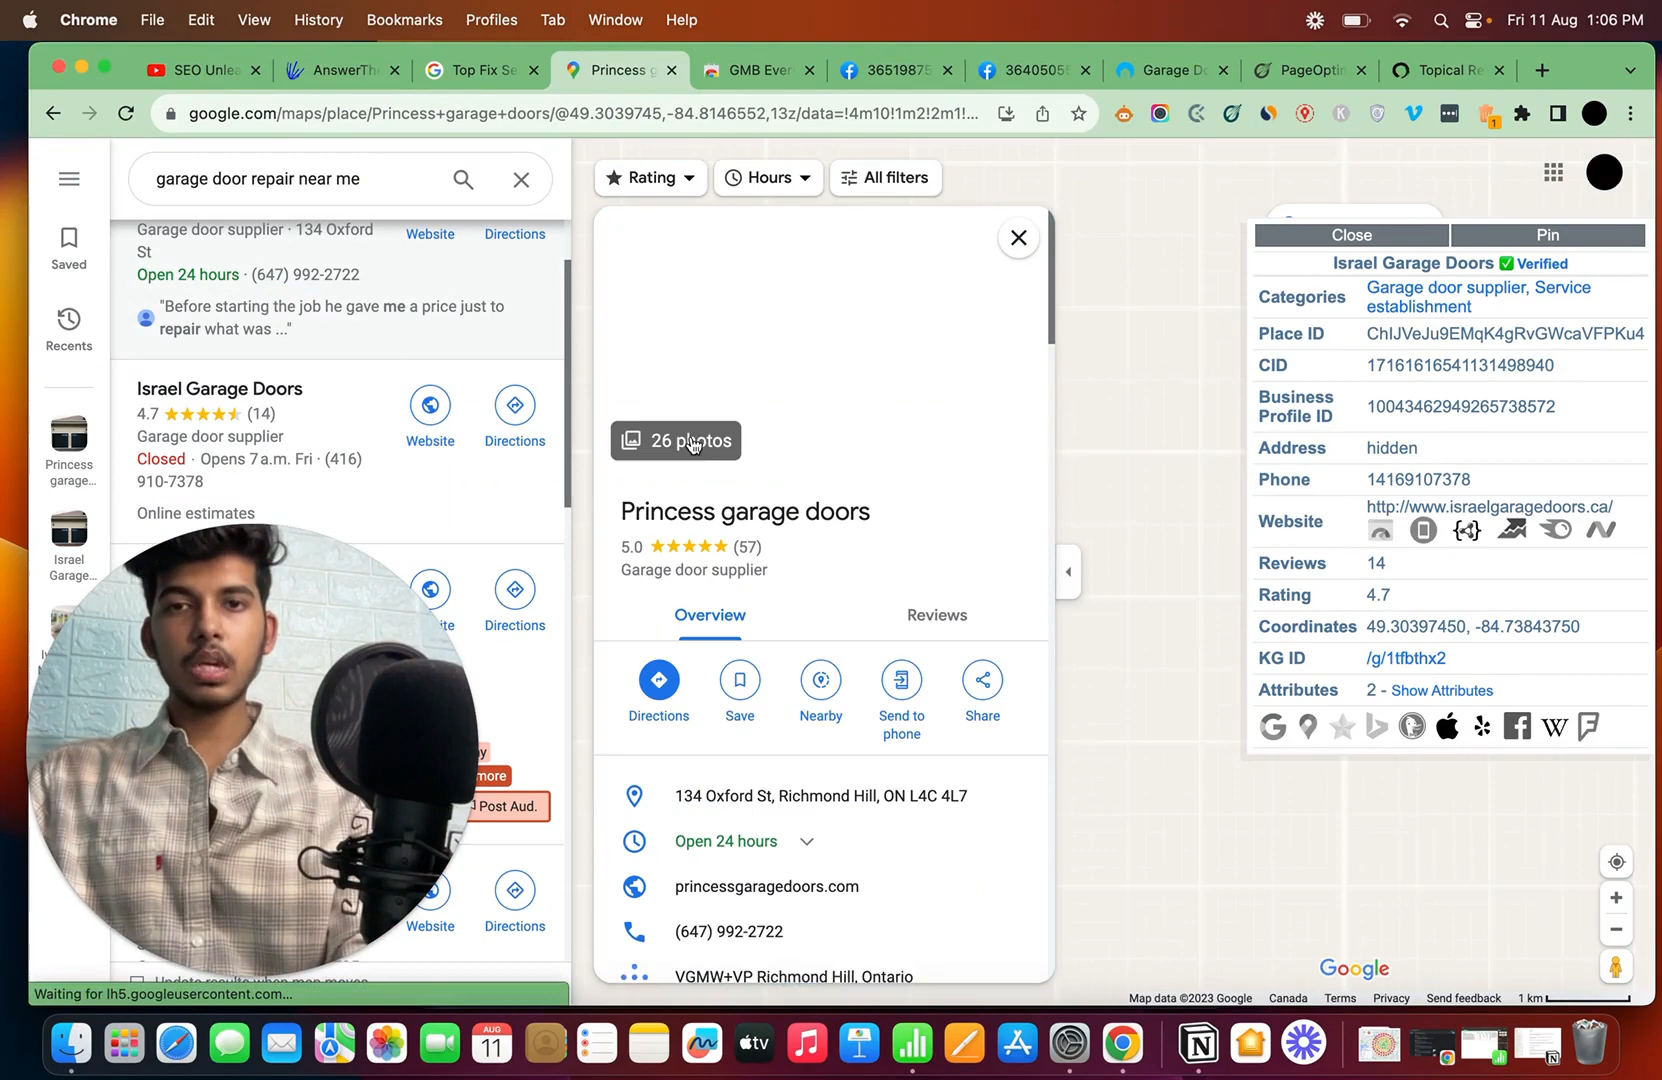 Chrome File Edit View History Bookmarks Profiles Tab Window Help
Fri 11 Aug 1:06 PM
SEO Unlea
AnswerThe
Top Fix Se
Princess g
GMB Ever
36519875
36405055
Garage Do
PageOptin
Topical Re
google.com/maps/place/Princess+garage+doors/@49.3039745,-84.8146552,13z/data=!4m10!1m2!2m1!...
1
garage door repair near me
Rating
Hours
All filters
Saved
Recents
Princess
garage...
Israel
Garage...
Garage door supplier · 134 Oxford
St
Open 24 hours · (647) 992-2722
"Before starting the job he gave me a price just to
repair what was ..."
Website
Directions
Israel Garage Doors
4.7 (14)
Garage door supplier
Closed · Opens 7 a.m. Fri · (416)
910-7378
Online estimates
Website
Directions
Directions
more
Post Aud.
Website
Directions
Update results when map moves
Waiting for lh5.googleusercontent.com...
26 photos
Princess garage doors
5.0 (57)
Garage door supplier
Overview
Reviews
Directions
Save
Nearby
Send to
phone
Share
134 Oxford St, Richmond Hill, ON L4C 4L7
Open 24 hours
princessgaragedoors.com
(647) 992-2722
VGMW+VP Richmond Hill, Ontario
Close
Pin
Israel Garage Doors Verified
Categories Garage door supplier, Service
establishment
Place ID ChIJVeJu9EMqK4gRvGWcaVFPKu4
CID 17161616541131498940
Business
Profile ID 10043462949265738572
Address hidden
Phone 14169107378
Website http://www.israelgaragedoors.ca/
Reviews 14
Rating 4.7
Coordinates 49.30397450, -84.73843750
KG ID /g/1tfbthx2
Attributes 2 - Show Attributes
Google
Map data ©2023 Google Canada Terms Privacy Send feedback 1 km
AUG
11
tv